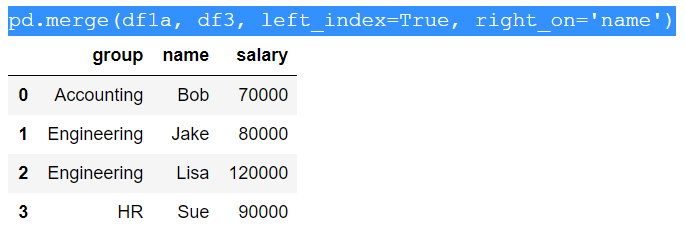 pd.merge(df1a, df3, left_index=True, right_on='name')
group name salary
0 Accounting Bob 70000
1 Engineering Jake 80000
2 Engineering Lisa 120000
3 HR Sue 90000